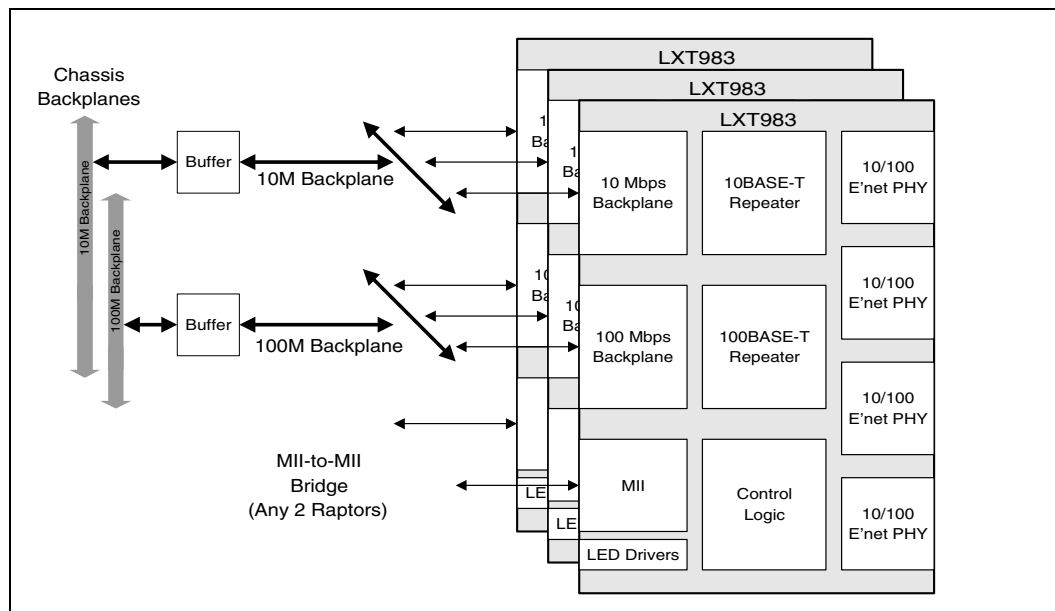 LXT983
LXT983
LXT983
Chassis
Backplanes
10M Backplane
100M Backplane
Buffer
10M Backplane
Buffer
100M Backplane
MII-to-MII
Bridge
(Any 2 Raptors)
10 Mbps
Backplane
10BASE-T
Repeater
10/100
E'net PHY
100 Mbps
Backplane
100BASE-T
Repeater
10/100
E'net PHY
10/100
E'net PHY
MII
Control
Logic
10/100
E'net PHY
LED Drivers
LE
LE